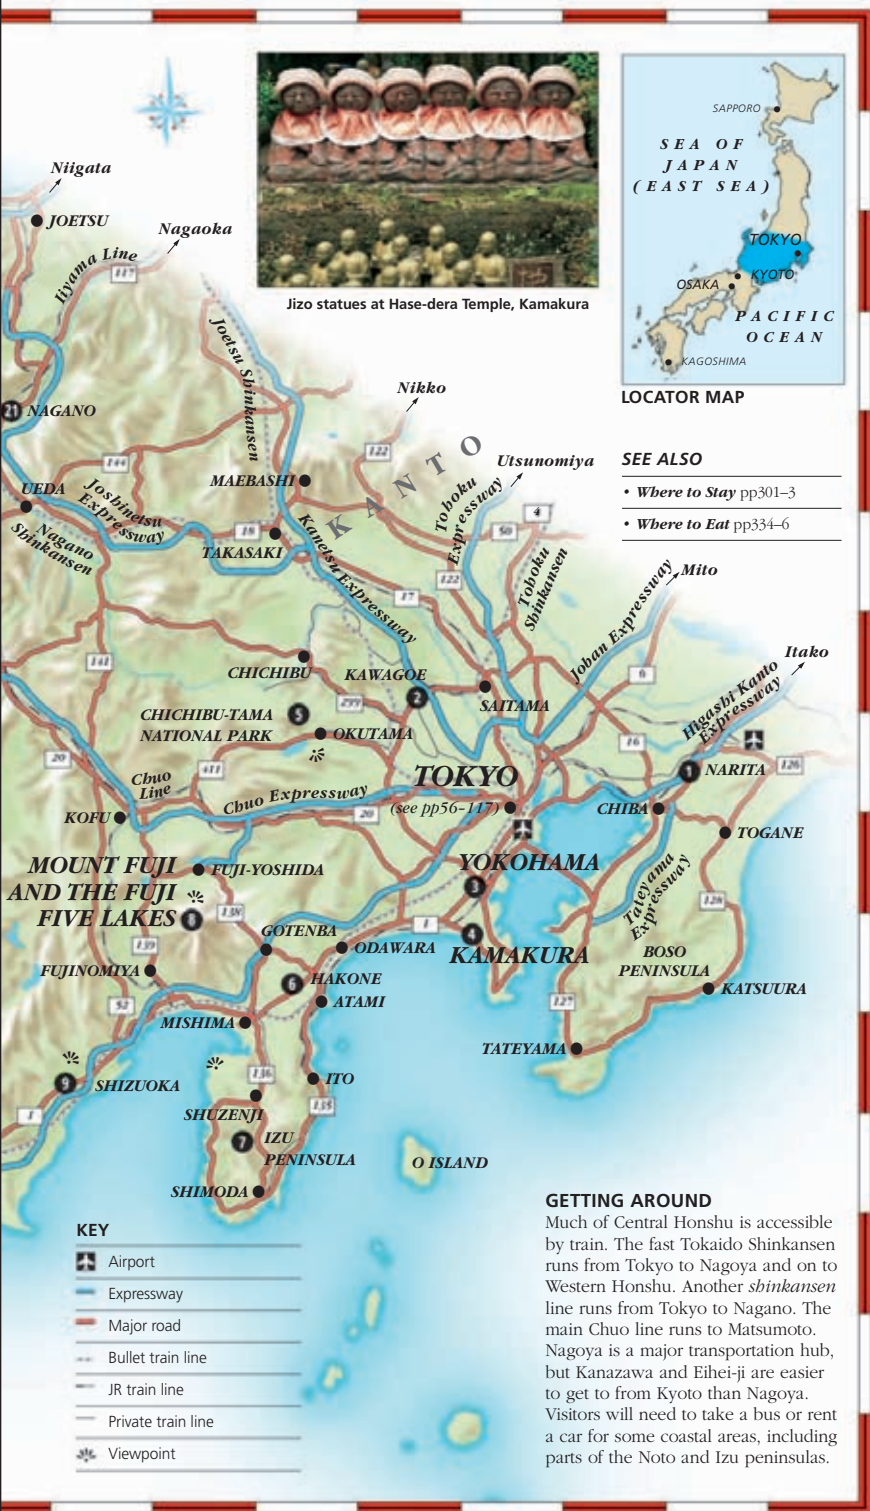 Niigata
JOETSU
Nagaoka
Iiyama Line
117
Jizo statues at Hase-dera Temple, Kamakura
SAPPORO
SEA OF
JAPAN
(EAST SEA)
TOKYO
KYOTO
OSAKA
PACIFIC
OCEAN
KAGOSHIMA
LOCATOR MAP
SEE ALSO
• Where to Stay pp301–3
• Where to Eat pp334–6
Joetsu Shinkansen
Nikko
21 NAGANO
KANTO
122
144
Utsunomiya
MAEBASHI
UEDA
Joshinetsu
Expressway
Tohoku
Expressway
4
50
18
Nagano
Shinkansen
TAKASAKI
Kanetsu Expressway
Tohoku
Shinkansen
122
17
Mito
Joban Expressway
Itako
141
CHICHIBU
KAWAGOE
2
6
299
SAITAMA
Higashi Kanto
Expressway
CHICHIBU-TAMA
NATIONAL PARK
5
OKUTAMA
16
20
411
TOKYO
(see pp56–117)
1 NARITA
126
Chuo
Line
Chuo Expressway
20
KOFU
CHIBA
TOGANE
MOUNT FUJI
AND THE FUJI
FIVE LAKES
8
FUJI-YOSHIDA
YOKOHAMA
3
Tateyama
Expressway
138
128
1
GOTENBA
139
ODAWARA
4
KAMAKURA
BOSO
PENINSULA
FUJINOMIYA
6 HAKONE
KATSUURA
52
ATAMI
127
MISHIMA
TATEYAMA
9 SHIZUOKA
136
ITO
1
SHUZENJI
135
7 IZU
PENINSULA
O ISLAND
SHIMODA
KEY
Airport
Expressway
Major road
Bullet train line
JR train line
Private train line
Viewpoint
GETTING AROUND
Much of Central Honshu is accessible
by train. The fast Tokaido Shinkansen
runs from Tokyo to Nagoya and on to
Western Honshu. Another shinkansen
line runs from Tokyo to Nagano. The
main Chuo line runs to Matsumoto.
Nagoya is a major transportation hub,
but Kanazawa and Eihei-ji are easier
to get to from Kyoto than Nagoya.
Visitors will need to take a bus or rent
a car for some coastal areas, including
parts of the Noto and Izu peninsulas.